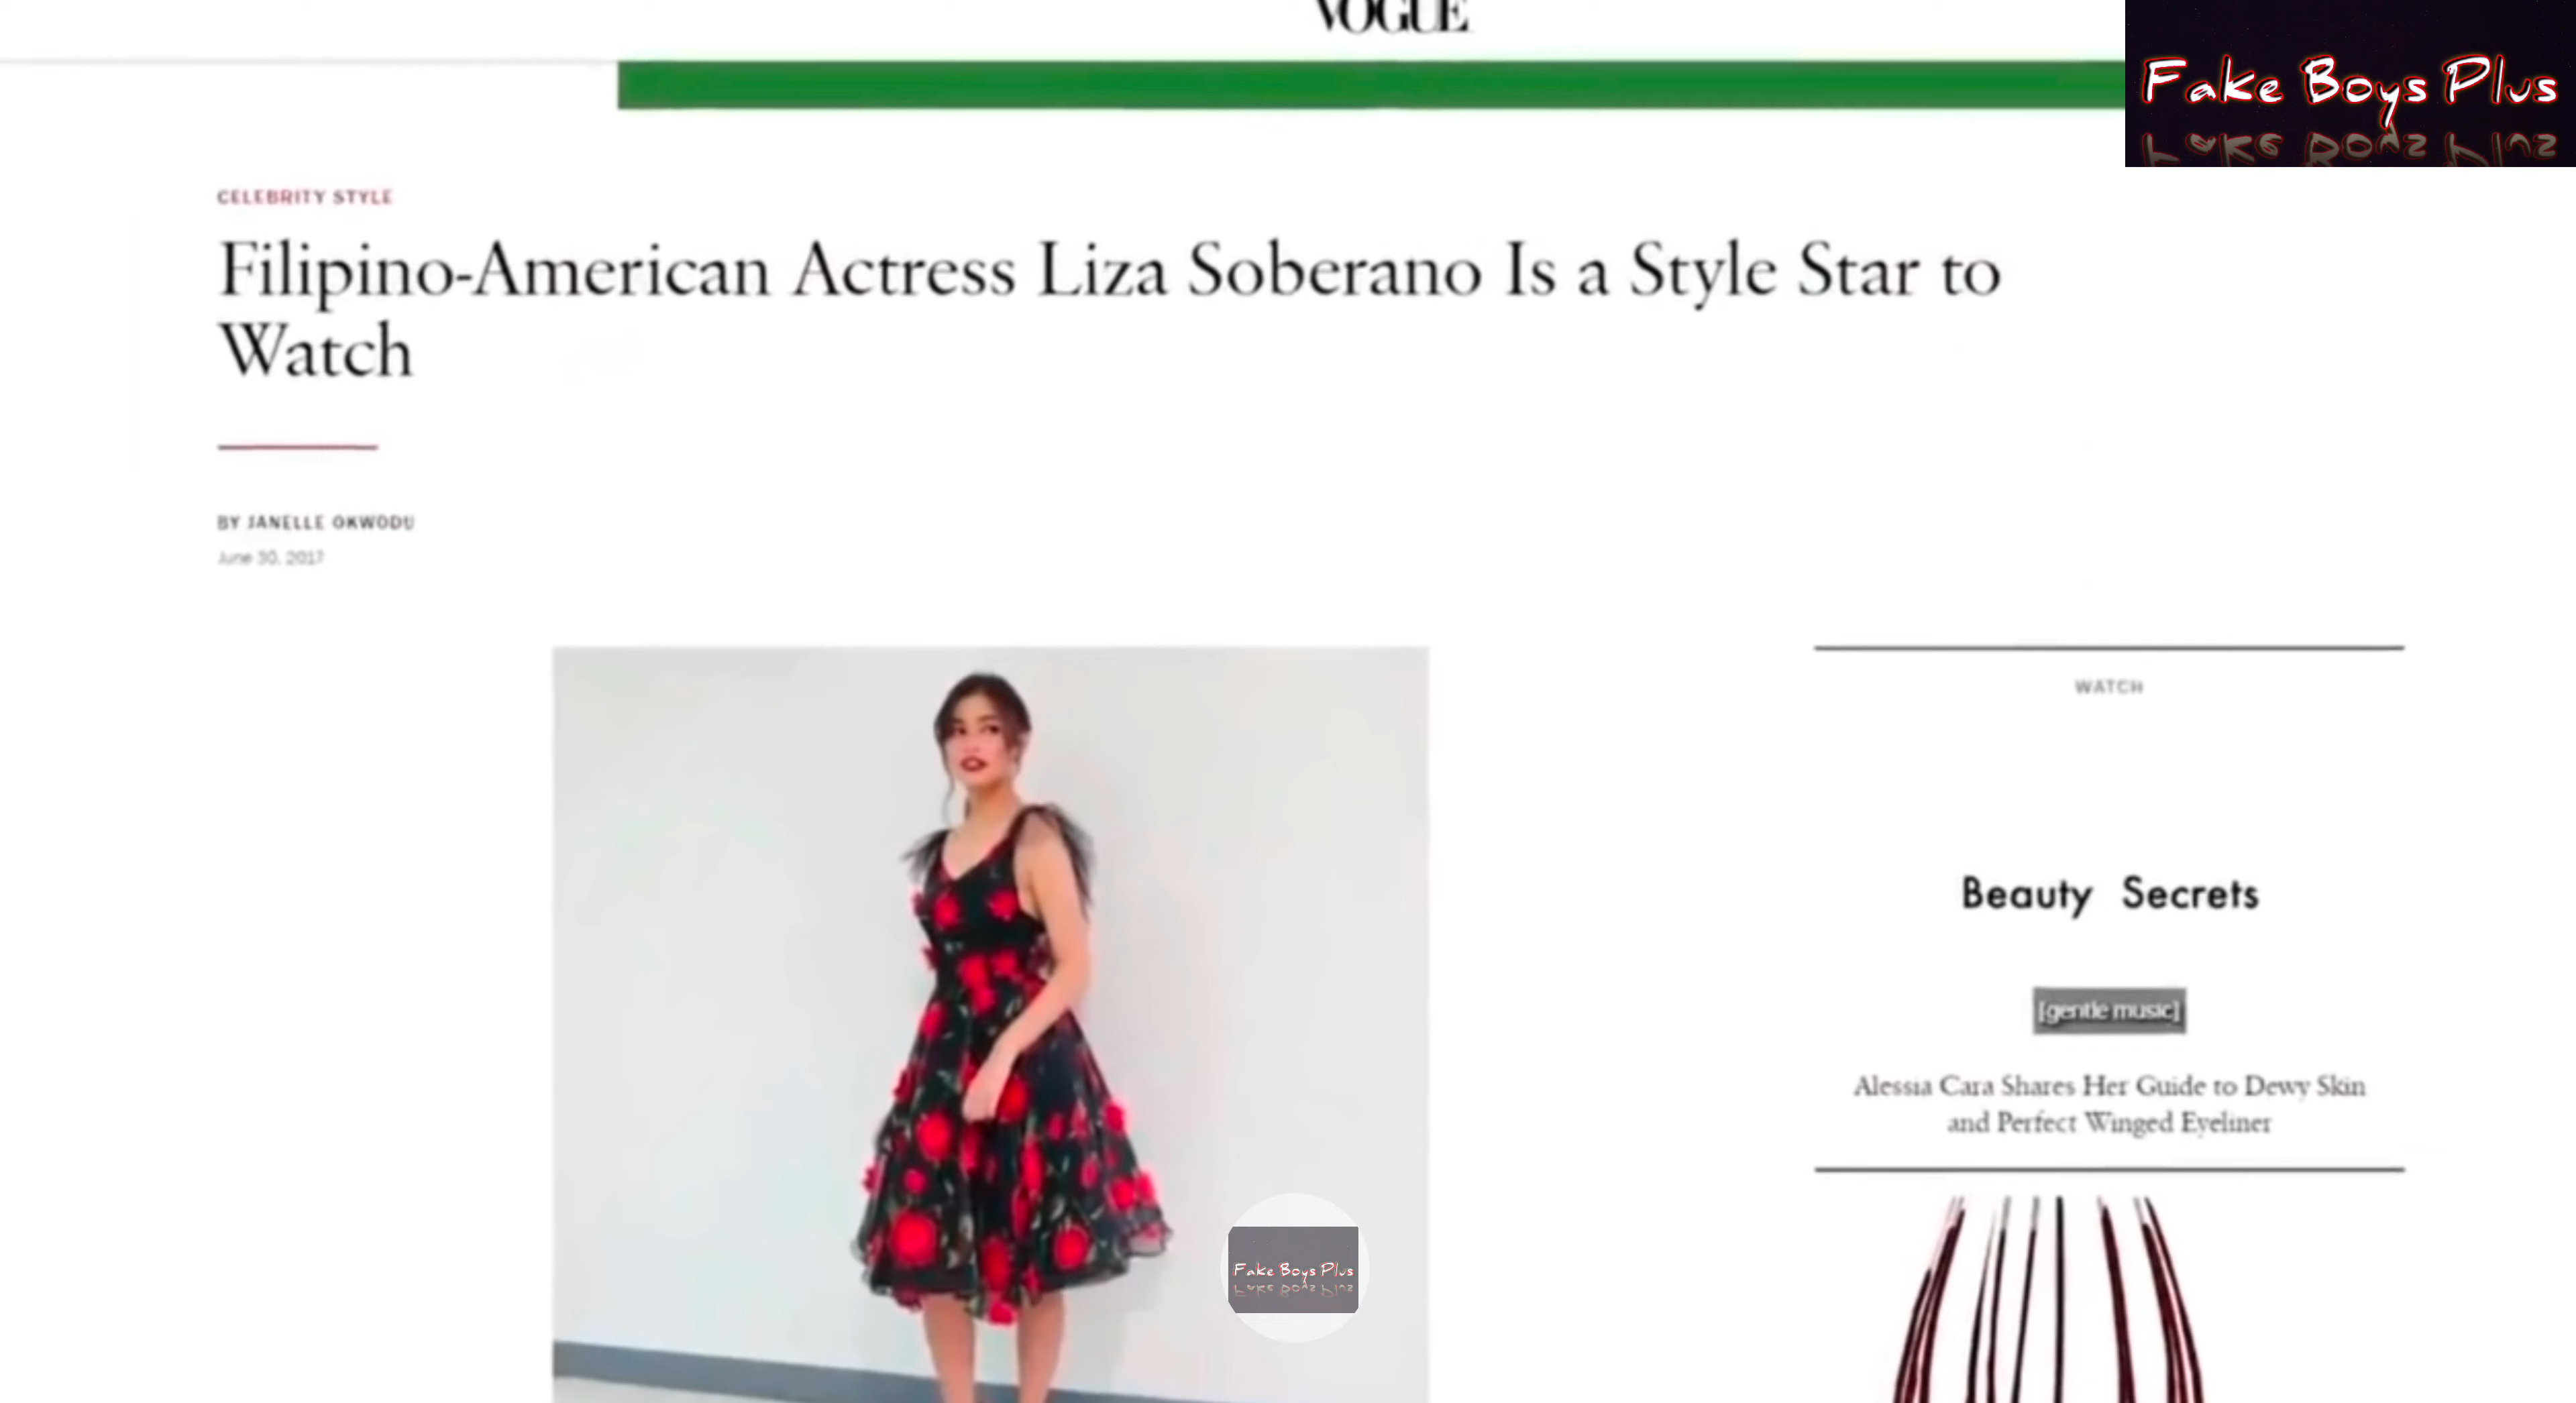 VOGUE
Fake Boys Plus
CELEBRITY STYLE
Filipino-American Actress Liza Soberano Is a Style Star to
Watch
BY JANELLE OKWODU
June 30, 2017
WATCH
Beauty Secrets
[gentle music]
Alessia Cara Shares Her Guide to Dewy Skin
and Perfect Winged Eyeliner
Fake Boys Plus